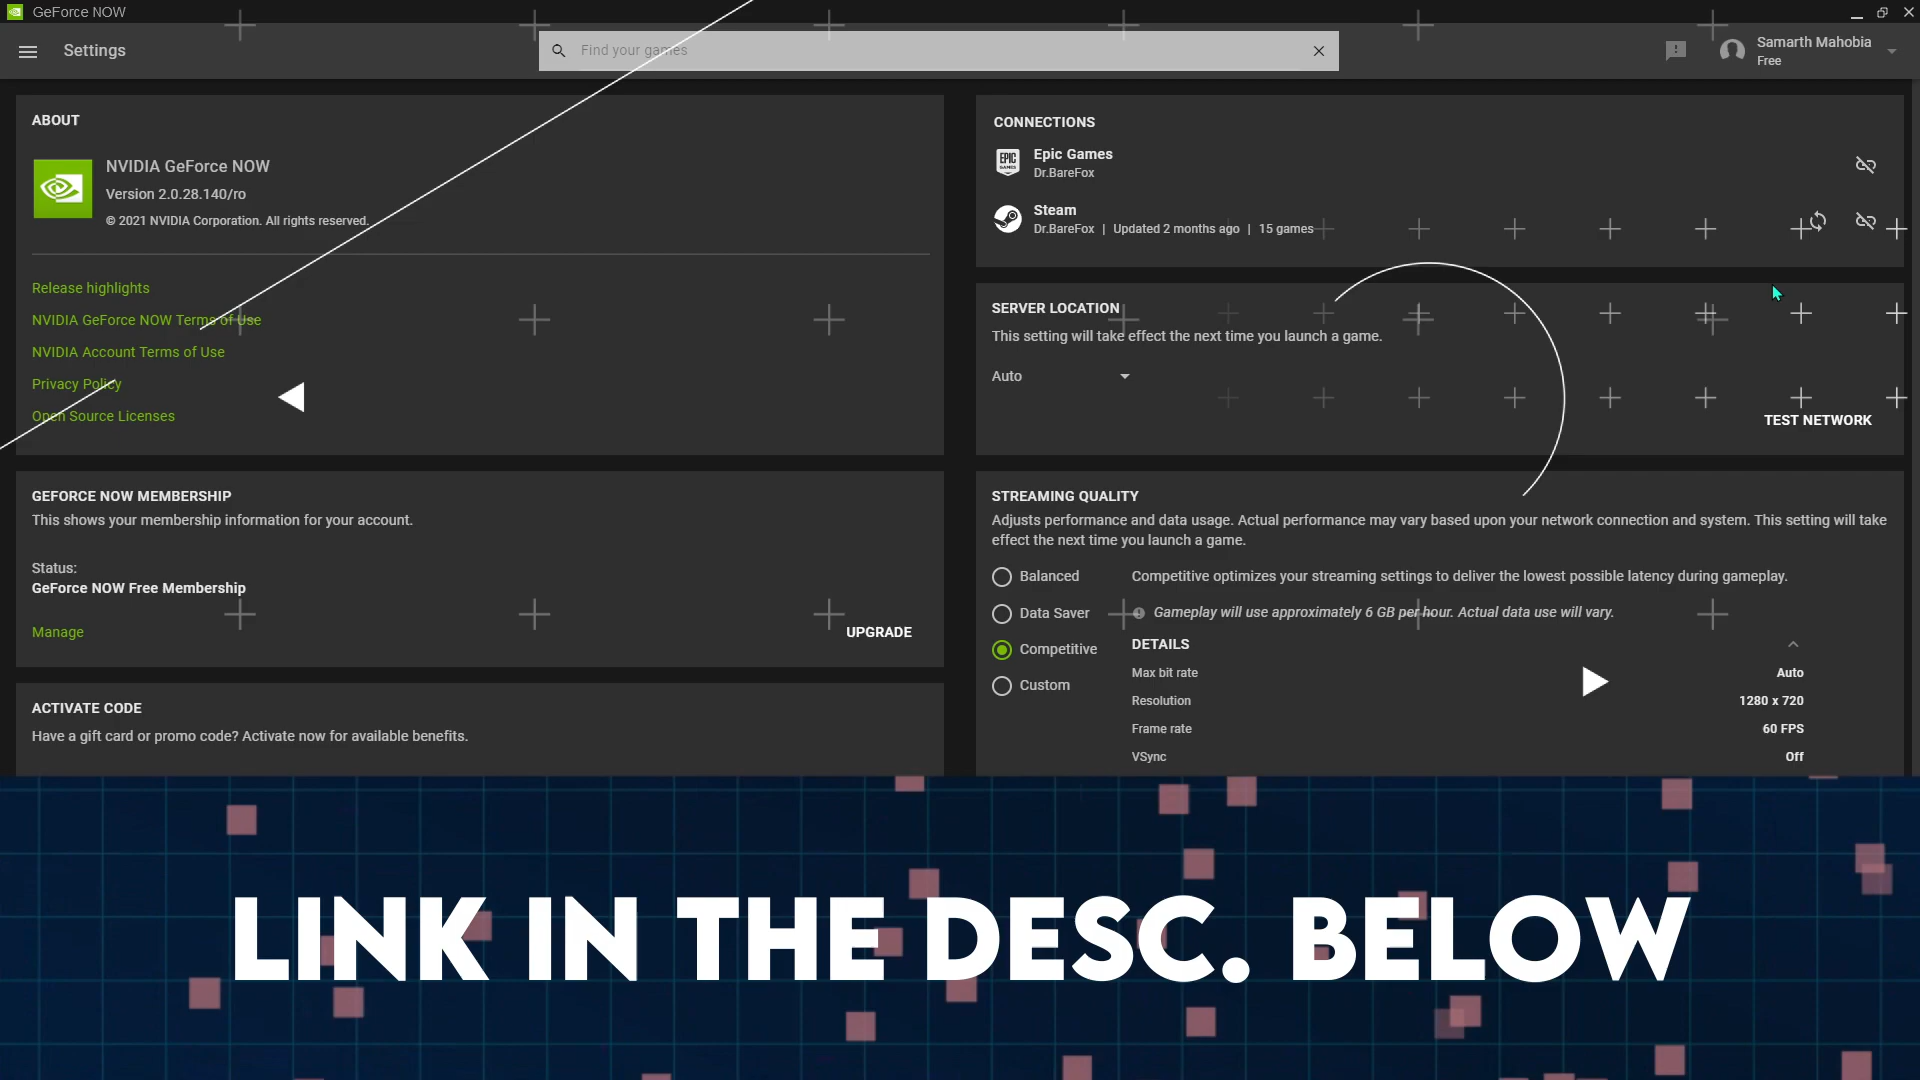 GeForce NOW
Settings
Find your games
Samarth Mahobia
Free
ABOUT
NVIDIA GeForce NOW
Version 2.0.28.140/ro
© 2021 NVIDIA Corporation. All rights reserved.
Release highlights
NVIDIA GeForce NOW Terms of Use
NVIDIA Account Terms of Use
Privacy Policy
Open Source Licenses
GEFORCE NOW MEMBERSHIP
This shows your membership information for your account.
Status:
GeForce NOW Free Membership
Manage
UPGRADE
ACTIVATE CODE
Have a gift card or promo code? Activate now for available benefits.
CONNECTIONS
EPIC GAMES
Epic Games
Dr.BareFox
Steam
Dr.BareFox | Updated 2 months ago | 15 games
SERVER LOCATION
This setting will take effect the next time you launch a game.
Auto
TEST NETWORK
STREAMING QUALITY
Adjusts performance and data usage. Actual performance may vary based upon your network connection and system. This setting will take
effect the next time you launch a game.
Balanced
Data Saver
Competitive
Custom
Competitive optimizes your streaming settings to deliver the lowest possible latency during gameplay.
Gameplay will use approximately 6 GB per hour. Actual data use will vary.
DETAILS
Max bit rate Auto
Resolution 1280 x 720
Frame rate 60 FPS
VSync Off
LINK IN THE DESC. BELOW